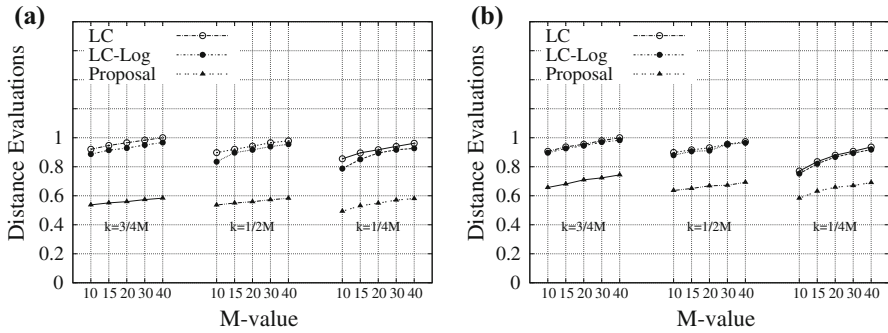 (a)
LC
LC-Log
Proposal
Distance Evaluations
1
0.8
0.6
0.4
0.2
0
k=3/4M
k=1/2M
k=1/4M
10 15 20 30 40
10 15 20 30 40
10 15 20 30 40
M-value
(b)
LC
LC-Log
Proposal
Distance Evaluations
1
0.8
0.6
0.4
0.2
0
k=3/4M
k=1/2M
k=1/4M
10 15 20 30 40
10 15 20 30 40
10 15 20 30 40
M-value